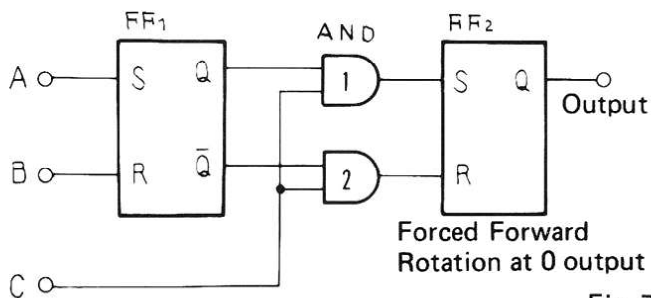 FF1
AND
FF2
A
S
Q
1
S
Q
Output
B
R
Q̅
2
R
C
Forced Forward
Rotation at 0 output